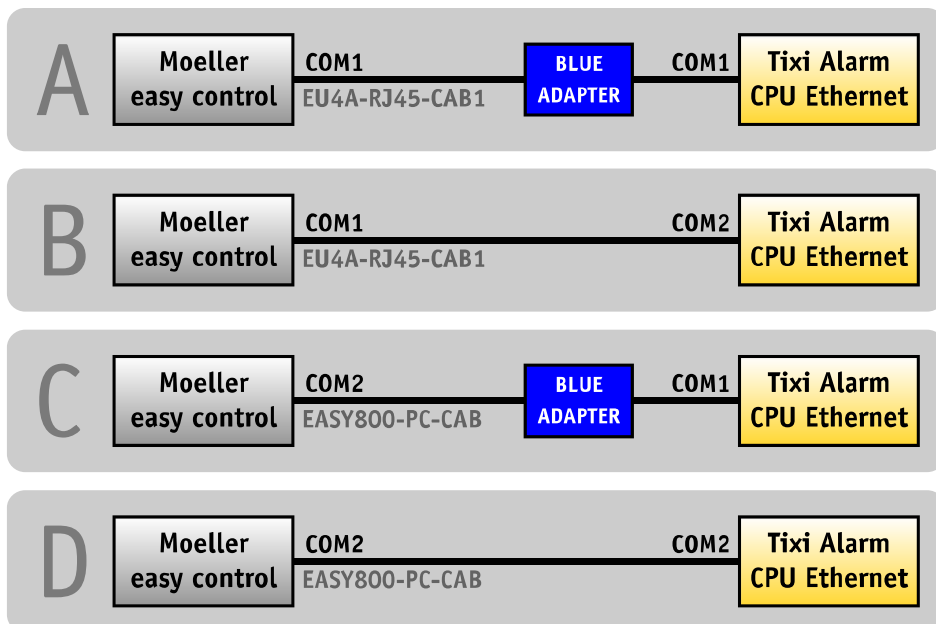 A
Moeller
easy control
COM1
EU4A-RJ45-CAB1
BLUE
ADAPTER
COM1
Tixi Alarm
CPU Ethernet
B
Moeller
easy control
COM1
EU4A-RJ45-CAB1
COM2
Tixi Alarm
CPU Ethernet
C
Moeller
easy control
COM2
EASY800-PC-CAB
BLUE
ADAPTER
COM1
Tixi Alarm
CPU Ethernet
D
Moeller
easy control
COM2
EASY800-PC-CAB
COM2
Tixi Alarm
CPU Ethernet